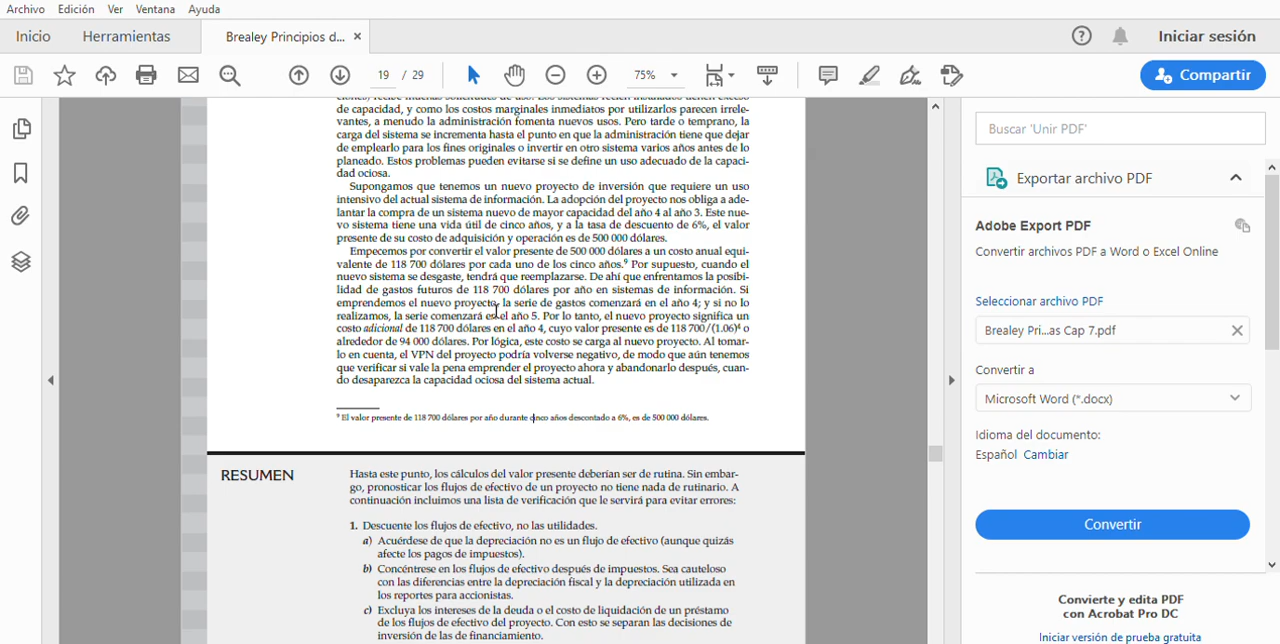 Archivo Edición Ver Ventana Ayuda
Inicio Herramientas Brealey Principios d... × Iniciar sesión
19 / 29 75% Compartir
de capacidad, y como los costos marginales inmediatos por utilizarlos parecen irrele-
vantes, a menudo la administración fomenta nuevos usos. Pero tarde o temprano, la
carga del sistema se incrementa hasta el punto en que la administración tiene que dejar
de emplearlo para los fines originales o invertir en otro sistema varios años antes de lo
planeado. Estos problemas pueden evitarse si se define un uso adecuado de la capaci-
dad ociosa.
Supongamos que tenemos un nuevo proyecto de inversión que requiere un uso
intensivo del actual sistema de información. La adopción del proyecto nos obliga a ade-
lantar la compra de un sistema nuevo de mayor capacidad del año 4 al año 3. Este nue-
vo sistema tiene una vida útil de cinco años, y a la tasa de descuento de 6%, el valor
presente de su costo de adquisición y operación es de 500 000 dólares.
Empecemos por convertir el valor presente de 500 000 dólares a un costo anual equi-
valente de 118 700 dólares por cada uno de los cinco años.⁹ Por supuesto, cuando el
nuevo sistema se desgaste, tendrá que reemplazarse. De ahí que enfrentamos la posibi-
lidad de gastos futuros de 118 700 dólares por año en sistemas de información. Si
emprendemos el nuevo proyecto, la serie de gastos comenzará en el año 4; y si no lo
realizamos, la serie comenzará en el año 5. Por lo tanto, el nuevo proyecto significa un
costo adicional de 118 700 dólares en el año 4, cuyo valor presente es de 118 700/(1.06)⁴ o
alrededor de 94 000 dólares. Por lógica, este costo se carga al nuevo proyecto. Al tomar-
lo en cuenta, el VPN del proyecto podría volverse negativo, de modo que aún tenemos
que verificar si vale la pena emprender el proyecto ahora y abandonarlo después, cuan-
do desaparezca la capacidad ociosa del sistema actual.
⁹ El valor presente de 118 700 dólares por año durante cinco años descontado a 6%, es de 500 000 dólares.
RESUMEN
Hasta este punto, los cálculos del valor presente deberían ser de rutina. Sin embar-
go, pronosticar los flujos de efectivo de un proyecto no tiene nada de rutinario. A
continuación incluimos una lista de verificación que le servirá para evitar errores:
1. Descuente los flujos de efectivo, no las utilidades.
a) Acuérdese de que la depreciación no es un flujo de efectivo (aunque quizás
afecte los pagos de impuestos).
b) Concéntrese en los flujos de efectivo después de impuestos. Sea cauteloso
con las diferencias entre la depreciación fiscal y la depreciación utilizada en
los reportes para accionistas.
c) Excluya los intereses de la deuda o el costo de liquidación de un préstamo
de los flujos de efectivo del proyecto. Con esto se separan las decisiones de
inversión de las de financiamiento.
Buscar 'Unir PDF'
Exportar archivo PDF
Adobe Export PDF
Convertir archivos PDF a Word o Excel Online
Seleccionar archivo PDF
Brealey Pri...as Cap 7.pdf
Convertir a
Microsoft Word (*.docx)
Idioma del documento:
Español Cambiar
Convertir
Convierte y edita PDF
con Acrobat Pro DC
Iniciar versión de prueba gratuita